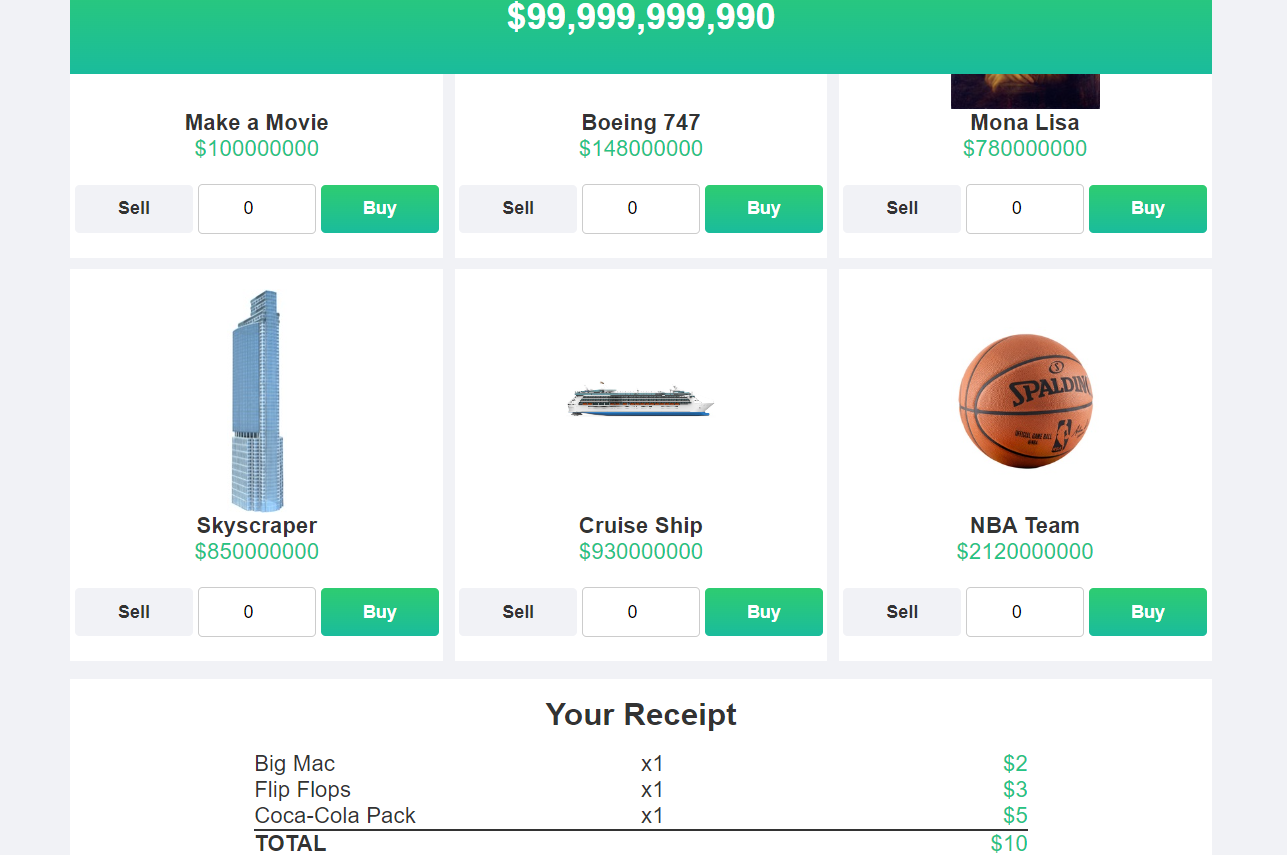 $99,999,999,990
Make a Movie
$100000000
Sell 0 Buy
Boeing 747
$148000000
Sell 0 Buy
Mona Lisa
$780000000
Sell 0 Buy
Skyscraper
$850000000
Sell 0 Buy
Cruise Ship
$930000000
Sell 0 Buy
SPALDING
OFFICIAL GAME BALL
NBA Team
$2120000000
Sell 0 Buy
Your Receipt
Big Mac x1 $2
Flip Flops x1 $3
Coca-Cola Pack x1 $5
TOTAL $10